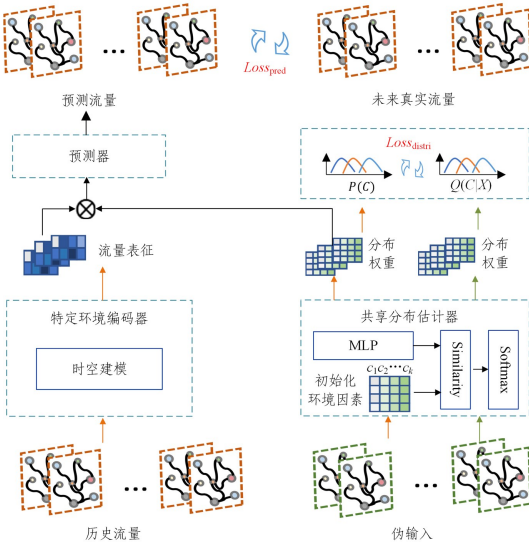 Loss_pred
预测流量
未来真实流量
预测器
Loss_distri
P(C)
Q(C|X)
流量表征
分布
权重
分布
权重
特定环境编码器
时空建模
共享分布估计器
MLP
c_1c_2…c_k
初始化
环境因素
Similarity
Softmax
历史流量
伪输入